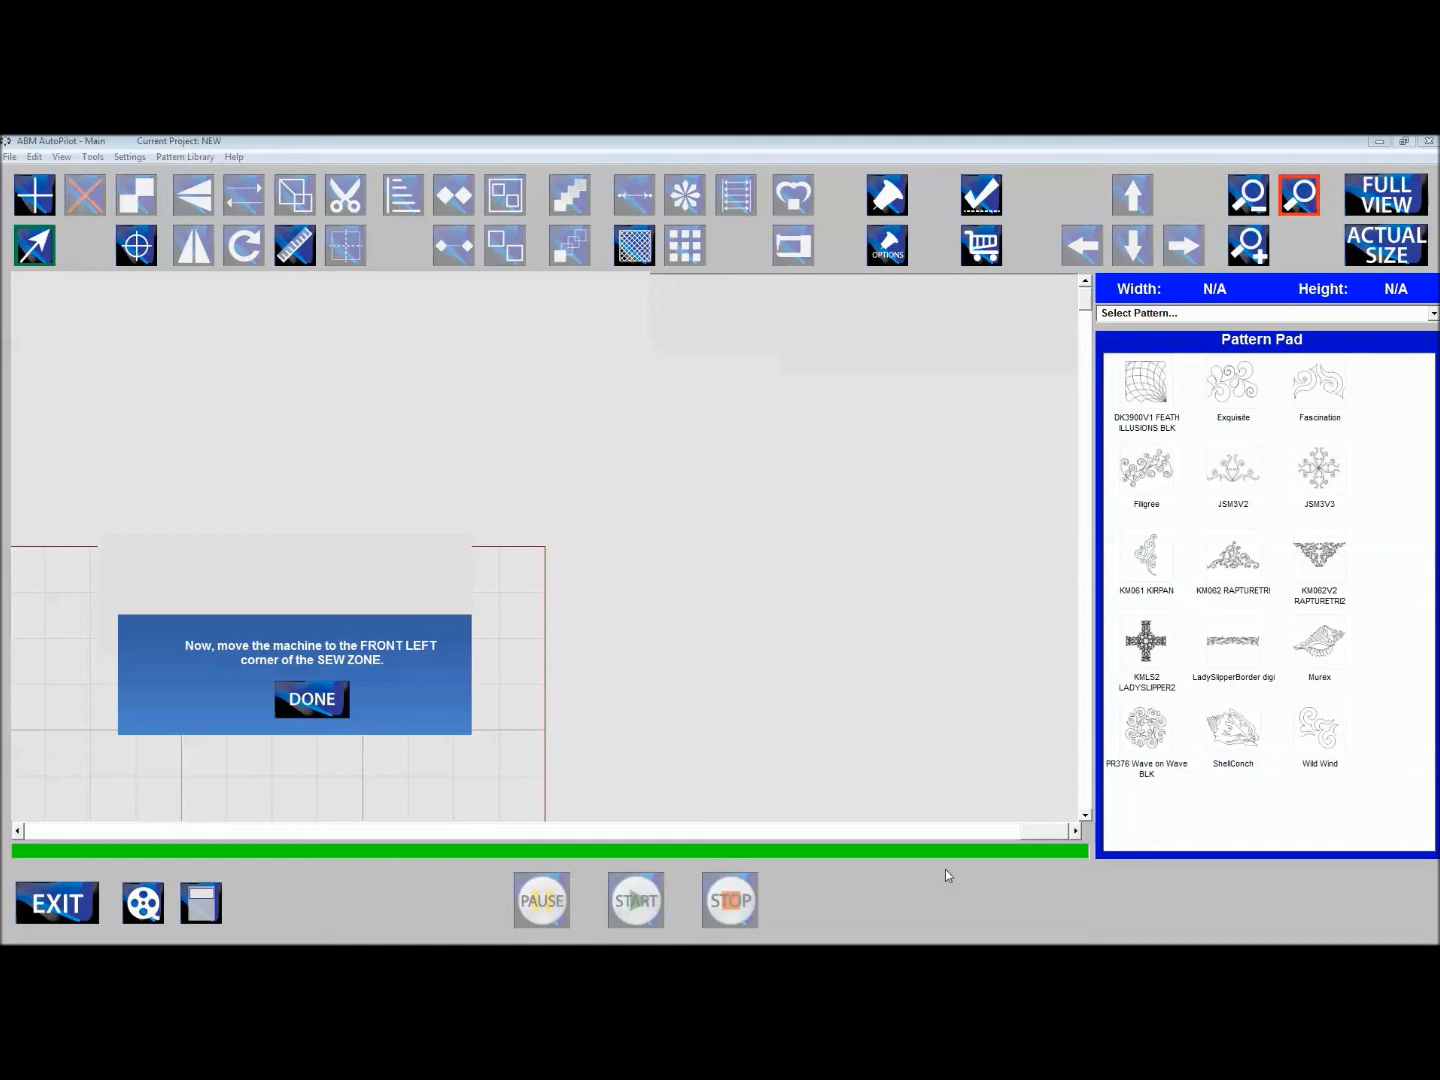 ABM AutoPilot - Main Current Project: NEW
File Edit View Tools Settings Pattern Library Help
FULL VIEW
OPTIONS
ACTUAL SIZE
Width: N/A Height: N/A
Select Pattern...
Pattern Pad
DK3900V1 FEATH
ILLUSIONS BLK
Exquisite
Fascination
Filigree
JSM3V2
JSM3V3
KM061 KIRPAN
KM062 RAPTURETRI
KM062V2
RAPTURETRI2
KMLS2
LADYSLIPPER2
LadySlipperBorder digi
Murex
PR376 Wave on Wave
BLK
ShellConch
Wild Wind
Now, move the machine to the FRONT LEFT
corner of the SEW ZONE.
DONE
EXIT
PAUSE
START
STOP